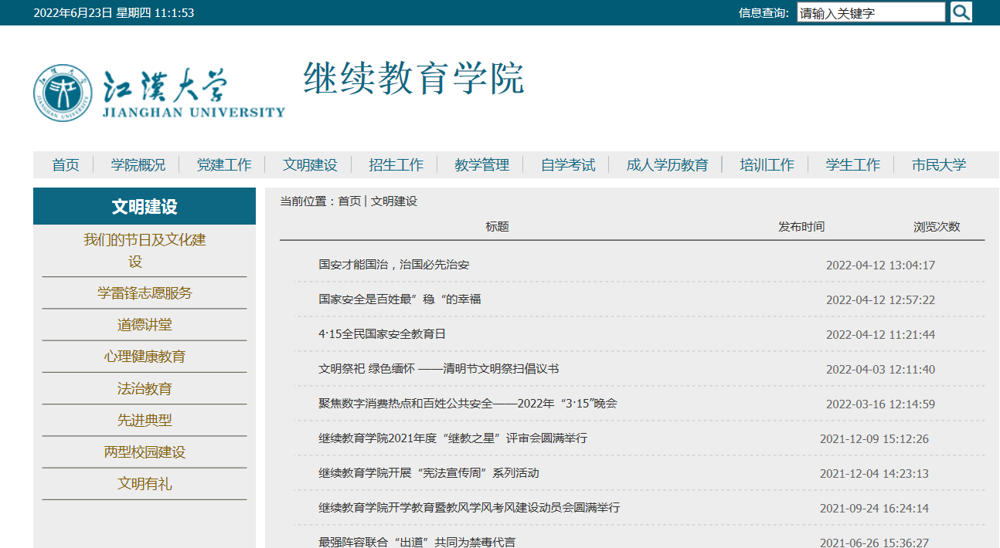 2022年6月23日 星期四 11:1:53
信息查询:
请输入关键字
江漢大学
JIANGHAN UNIVERSITY
继续教育学院
首页 学院概况 党建工作 文明建设 招生工作 教学管理 自学考试 成人学历教育 培训工作 学生工作 市民大学
文明建设
我们的节日及文化建
设
学雷锋志愿服务
道德讲堂
心理健康教育
法治教育
先进典型
两型校园建设
文明有礼
当前位置：首页 | 文明建设
标题 发布时间 浏览次数
国安才能国治，治国必先治安 2022-04-12 13:04:17
国家安全是百姓最”稳“的幸福 2022-04-12 12:57:22
4·15全民国家安全教育日 2022-04-12 11:21:44
文明祭祀 绿色缅怀 ——清明节文明祭扫倡议书 2022-04-03 12:11:40
聚焦数字消费热点和百姓公共安全——2022年“3·15”晚会 2022-03-16 12:14:59
继续教育学院2021年度“继教之星”评审会圆满举行 2021-12-09 15:12:26
继续教育学院开展“宪法宣传周”系列活动 2021-12-04 14:23:13
继续教育学院开学教育暨教风学风考风建设动员会圆满举行 2021-09-24 16:24:14
最强阵容联合“出道”共同为禁毒代言 2021-06-26 15:36:27